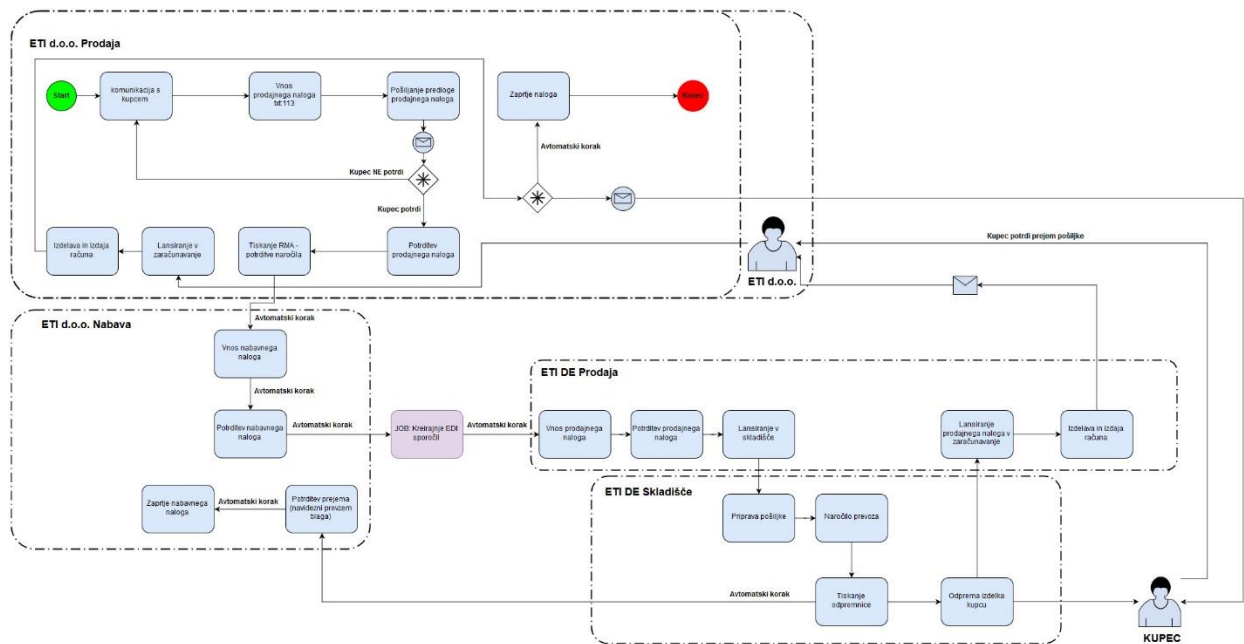 ETI d.o.o. Prodaja
Start
komunikacija s
kupcem
Vnos
prodajnega naloga
txt:113
Pošiljanje predloge
prodajnega naloga
Zaprtje naloga
Konec
Avtomatski korak
Kupec NE potrdi
Kupec potrdi
Izdelava in izdaja
računa
Lansiranje v
zaračunavanje
Tiskanje RMA -
potrditve naročila
Potrditev
prodajnega naloga
ETI d.o.o.
Kupec potrdi prejem pošiljke
ETI d.o.o. Nabava
Avtomatski korak
Vnos nabavnega
naloga
Avtomatski korak
Potrditev nabavnega
naloga
Avtomatski korak
JOB: Kreirajnje EDI
sporočil
Avtomatski korak
ETI DE Prodaja
Vnos prodajnega
naloga
Potrditev prodajnega
naloga
Lansiranje v
skladišče
Lansiranje
prodajnega naloga v
zaračunavanje
Izdelava in izdaja
računa
Zaprtje nabavnega
naloga
Avtomatski korak
Potrditev prejema
(navidezni prevzem
blaga)
ETI DE Skladišče
Priprava pošiljke
Naročilo prevoza
Avtomatski korak
Tiskanje
odpremnice
Odprema izdelka
kupcu
KUPEC